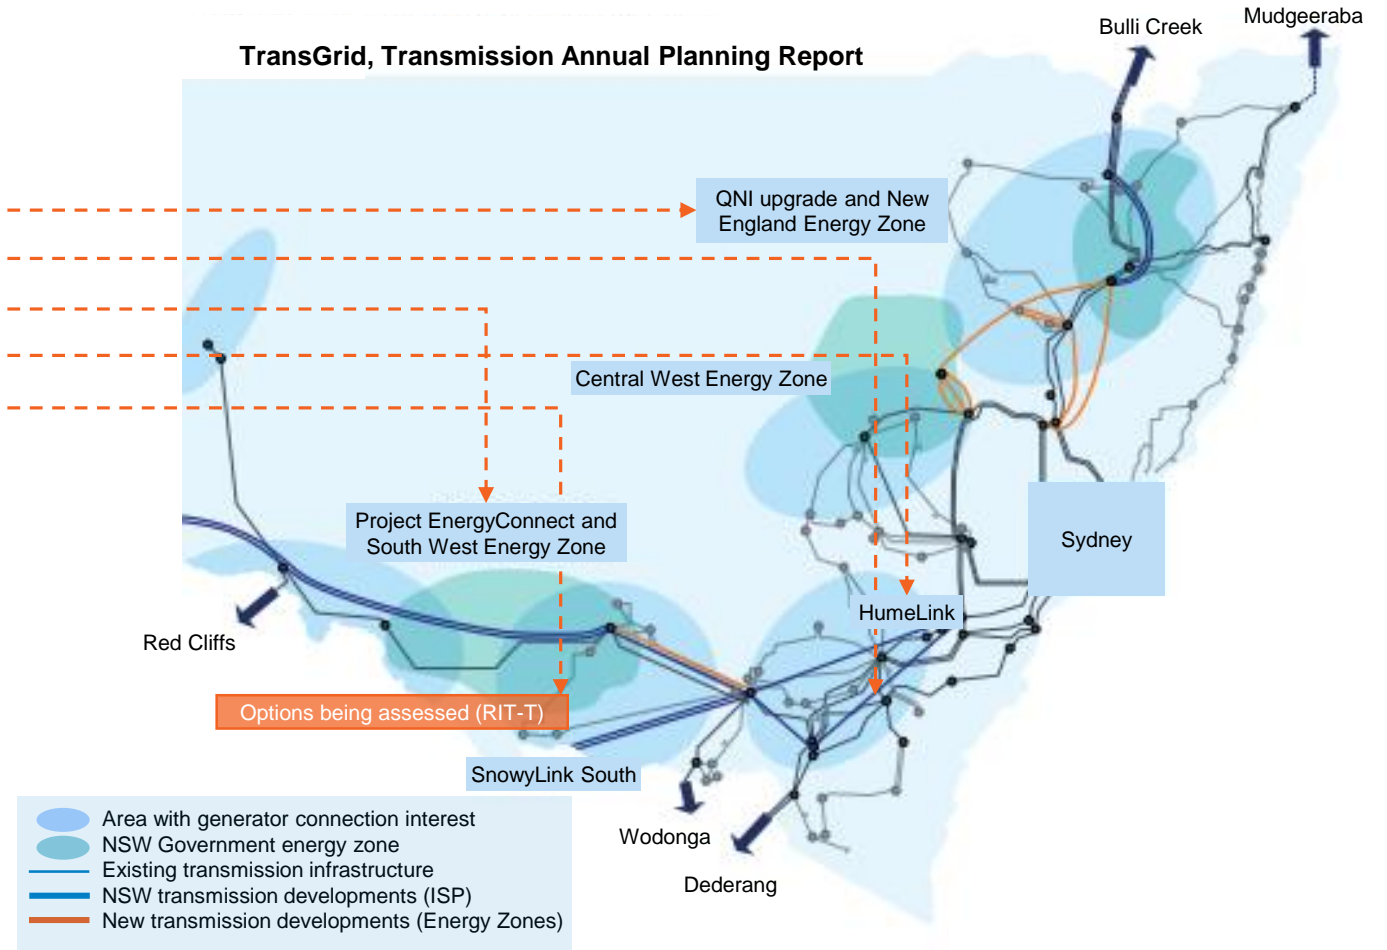 Mudgeeraba
Bulli Creek
TransGrid, Transmission Annual Planning Report
QNI upgrade and New
England Energy Zone
Central West Energy Zone
Project EnergyConnect and
South West Energy Zone
Sydney
HumeLink
Red Cliffs
Options being assessed (RIT-T)
SnowyLink South
Wodonga
Dederang
Area with generator connection interest
NSW Government energy zone
Existing transmission infrastructure
NSW transmission developments (ISP)
New transmission developments (Energy Zones)